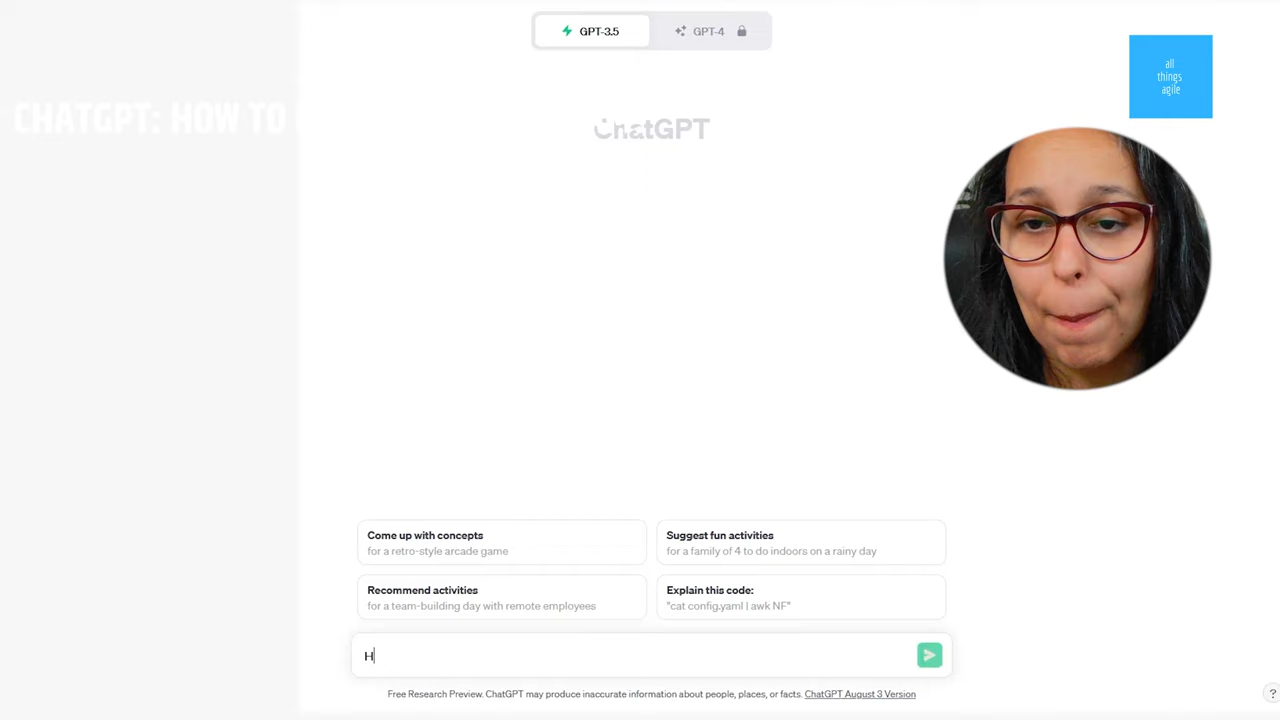 GPT-3.5
GPT-4
all
things
agile
CHATGPT: HOW TO
ChatGPT
Come up with concepts
for a retro-style arcade game
Suggest fun activities
for a family of 4 to do indoors on a rainy day
Recommend activities
for a team-building day with remote employees
Explain this code:
"cat config.yaml | awk NF"
H
Free Research Preview. ChatGPT may produce inaccurate information about people, places, or facts. ChatGPT August 3 Version
?